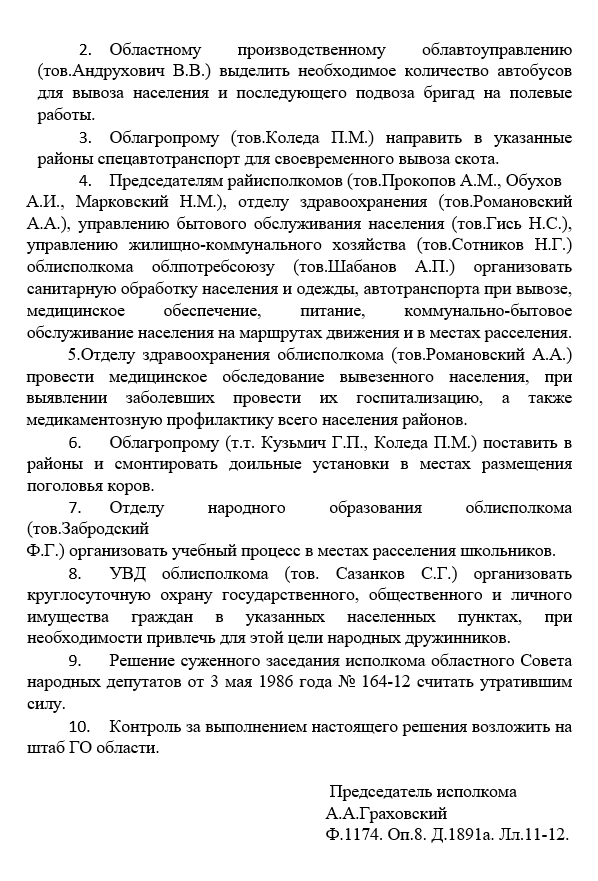 2. Областному производственному облавтоуправлению
(тов.Андрухович В.В.) выделить необходимое количество автобусов
для вывоза населения и последующего подвоза бригад на полевые
работы.
3. Облагропрому (тов.Коледа П.М.) направить в указанные
районы спецавтотранспорт для своевременного вывоза скота.
4. Председателям райисполкомов (тов.Прокопов А.М., Обухов
А.И., Марковский Н.М.), отделу здравоохранения (тов.Романовский
А.А.), управлению бытового обслуживания населения (тов.Гись Н.С.),
управлению жилищно-коммунального хозяйства (тов.Сотников Н.Г.)
облисполкома облпотребсоюзу (тов.Шабанов А.П.) организовать
санитарную обработку населения и одежды, автотранспорта при вывозе,
медицинское обеспечение, питание, коммунально-бытовое
обслуживание населения на маршрутах движения и в местах расселения.
5.Отделу здравоохранения облисполкома (тов.Романовский А.А.)
провести медицинское обследование вывезенного населения, при
выявлении заболевших провести их госпитализацию, а также
медикаментозную профилактику всего населения районов.
6. Облагропрому (т.т. Кузьмич Г.П., Коледа П.М.) поставить в
районы и смонтировать доильные установки в местах размещения
поголовья коров.
7. Отделу народного образования облисполкома
(тов.Забродский
Ф.Г.) организовать учебный процесс в местах расселения школьников.
8. УВД облисполкома (тов. Сазанков С.Г.) организовать
круглосуточную охрану государственного, общественного и личного
имущества граждан в указанных населенных пунктах, при
необходимости привлечь для этой цели народных дружинников.
9. Решение суженного заседания исполкома областного Совета
народных депутатов от 3 мая 1986 года № 164-12 считать утратившим
силу.
10. Контроль за выполнением настоящего решения возложить на
штаб ГО области.
Председатель исполкома
А.А.Граховский
Ф.1174. Оп.8. Д.1891а. Лл.11-12.